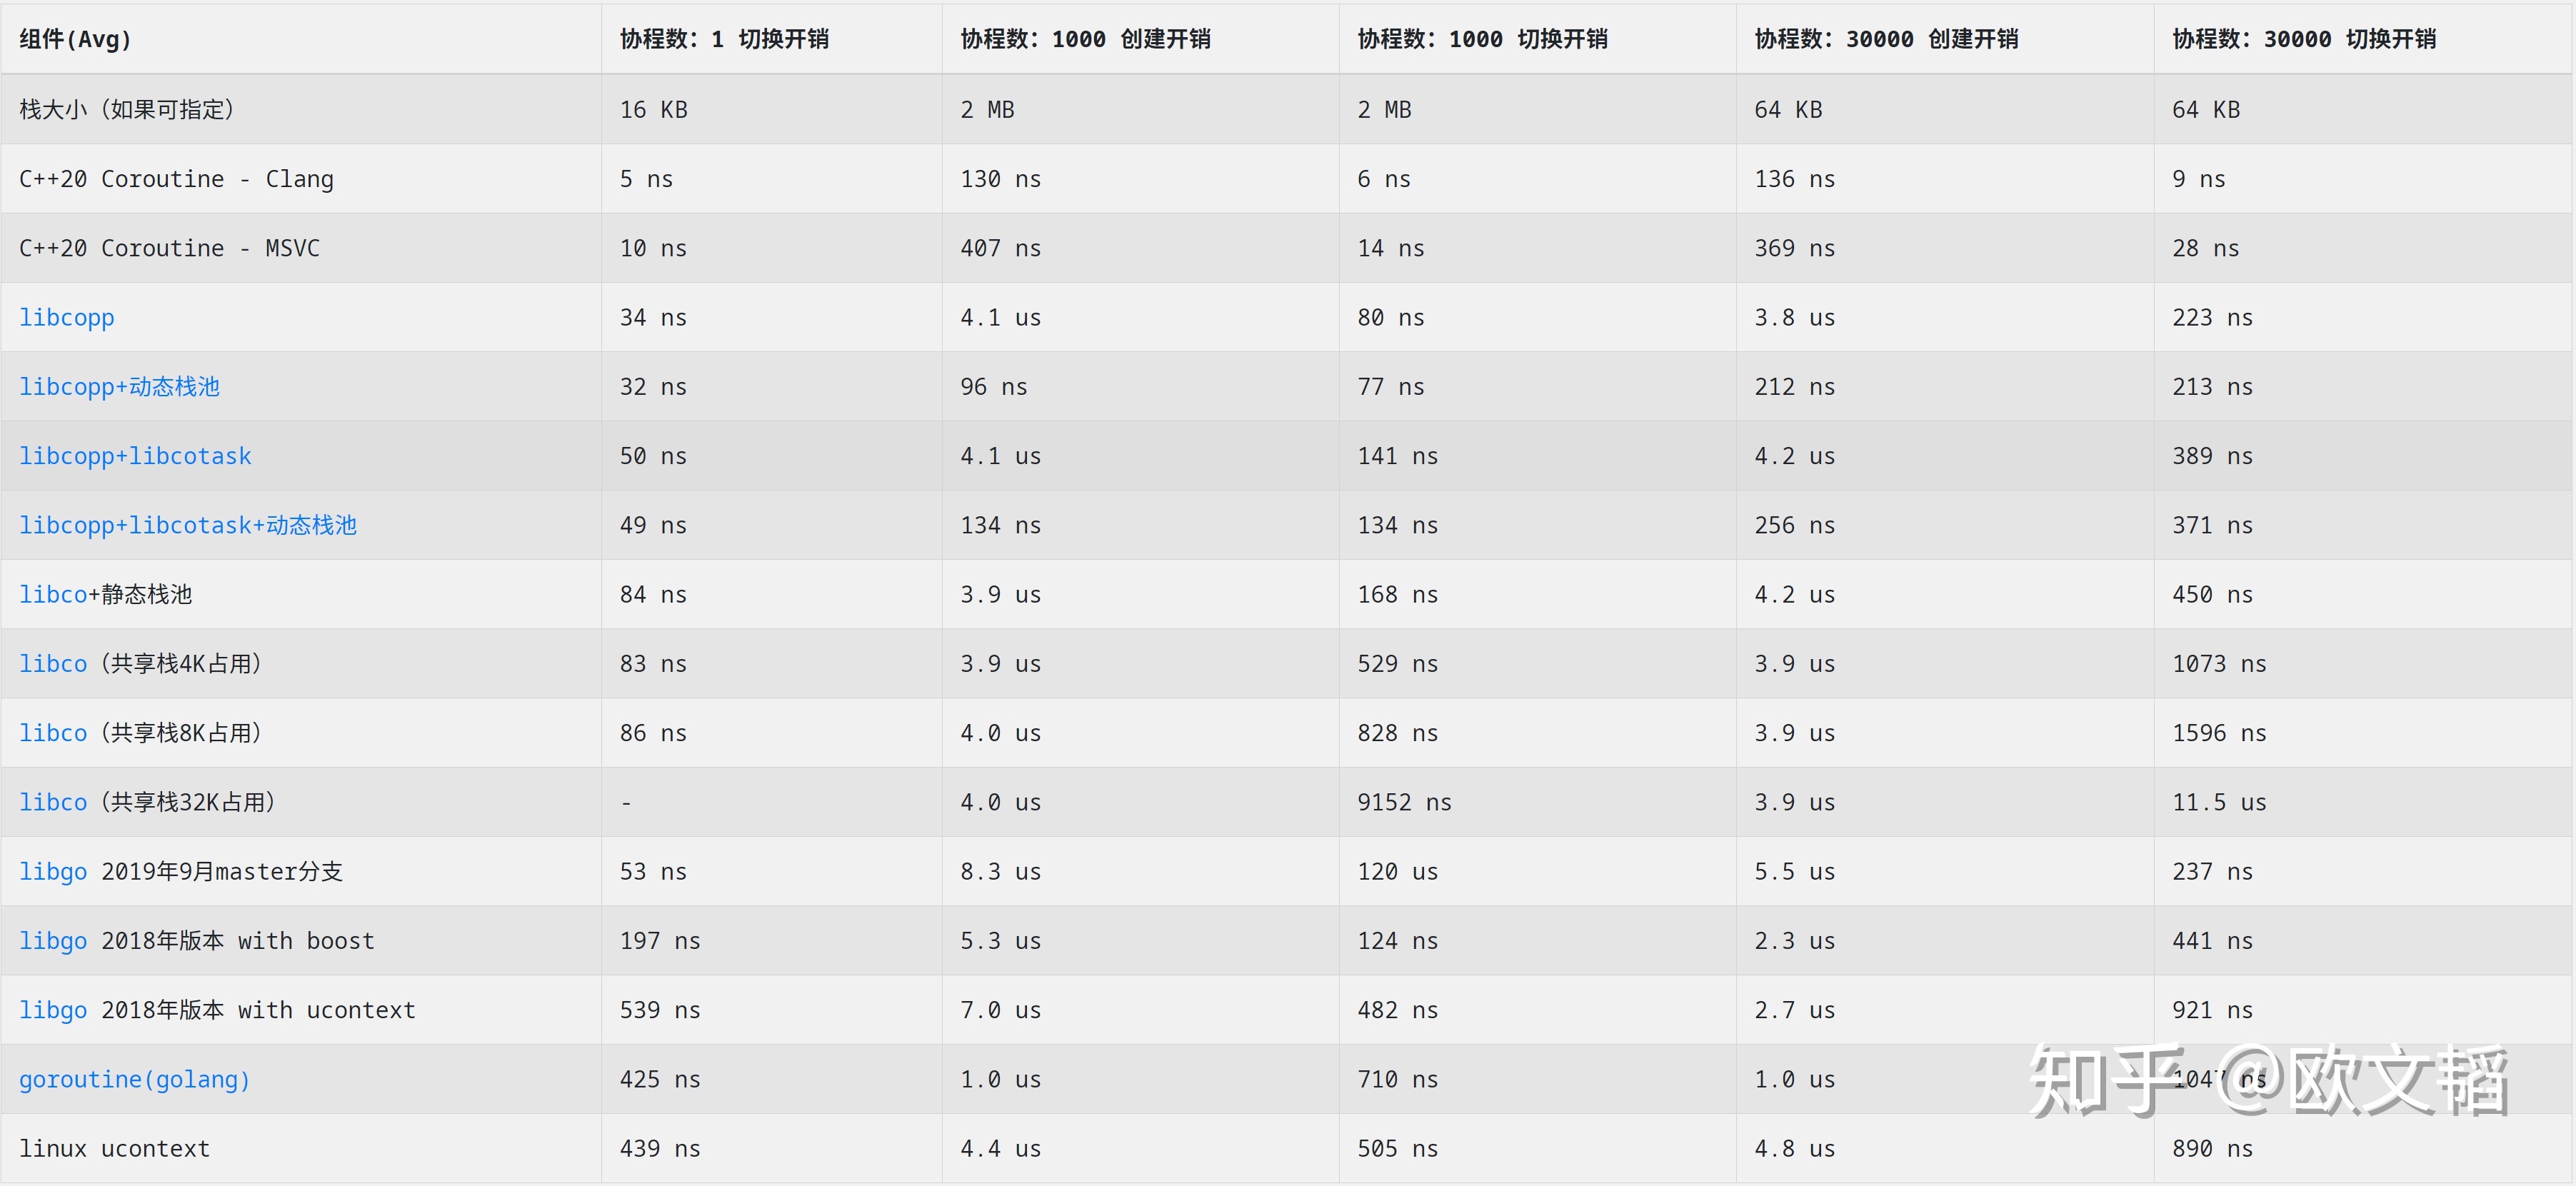 组件(Avg) 协程数：1 切换开销 协程数：1000 创建开销 协程数：1000 切换开销 协程数：30000 创建开销 协程数：30000 切换开销
栈大小（如果可指定） 16 KB 2 MB 2 MB 64 KB 64 KB
C++20 Coroutine - Clang 5 ns 130 ns 6 ns 136 ns 9 ns
C++20 Coroutine - MSVC 10 ns 407 ns 14 ns 369 ns 28 ns
libcopp 34 ns 4.1 us 80 ns 3.8 us 223 ns
libcopp+动态栈池 32 ns 96 ns 77 ns 212 ns 213 ns
libcopp+libcotask 50 ns 4.1 us 141 ns 4.2 us 389 ns
libcopp+libcotask+动态栈池 49 ns 134 ns 134 ns 256 ns 371 ns
libco+静态栈池 84 ns 3.9 us 168 ns 4.2 us 450 ns
libco（共享栈4K占用） 83 ns 3.9 us 529 ns 3.9 us 1073 ns
libco（共享栈8K占用） 86 ns 4.0 us 828 ns 3.9 us 1596 ns
libco（共享栈32K占用） - 4.0 us 9152 ns 3.9 us 11.5 us
libgo 2019年9月master分支 53 ns 8.3 us 120 us 5.5 us 237 ns
libgo 2018年版本 with boost 197 ns 5.3 us 124 ns 2.3 us 441 ns
libgo 2018年版本 with ucontext 539 ns 7.0 us 482 ns 2.7 us 921 ns
goroutine(golang) 425 ns 1.0 us 710 ns 1.0 us 1047 ns
知乎 @欧文韬
linux ucontext 439 ns 4.4 us 505 ns 4.8 us 890 ns